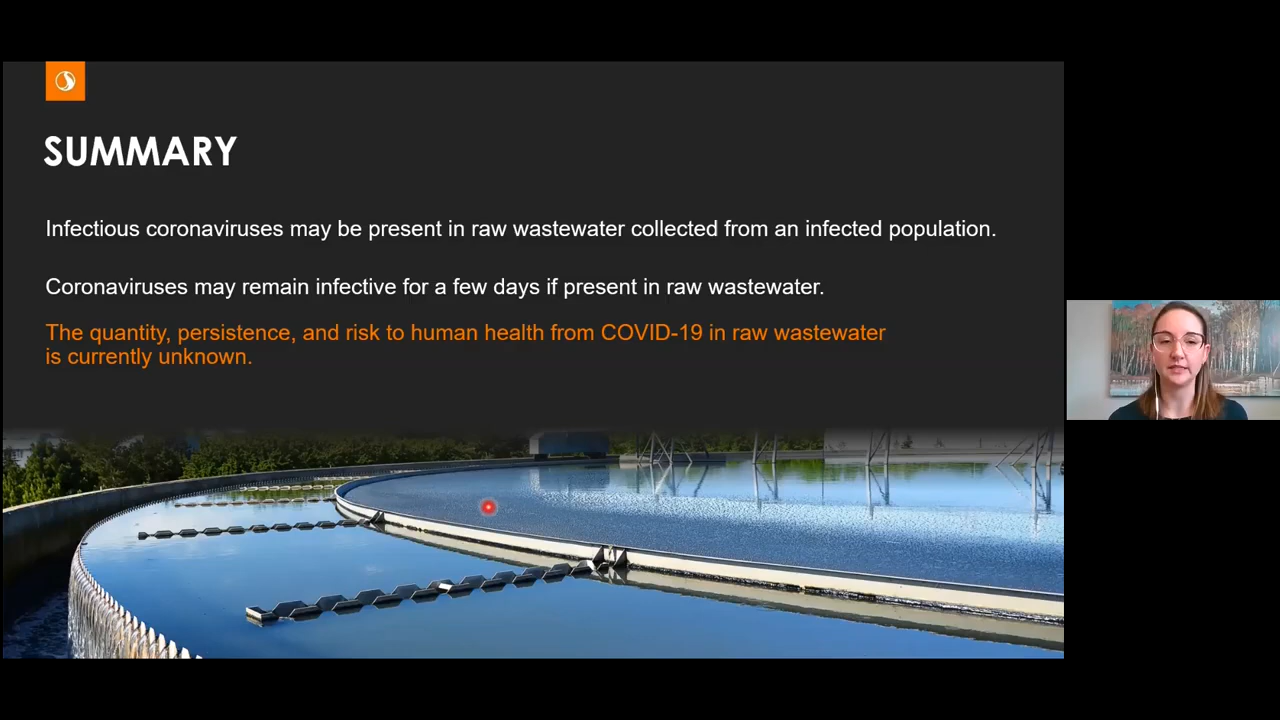 SUMMARY
Infectious coronaviruses may be present in raw wastewater collected from an infected population.
Coronaviruses may remain infective for a few days if present in raw wastewater.
The quantity, persistence, and risk to human health from COVID-19 in raw wastewater
is currently unknown.